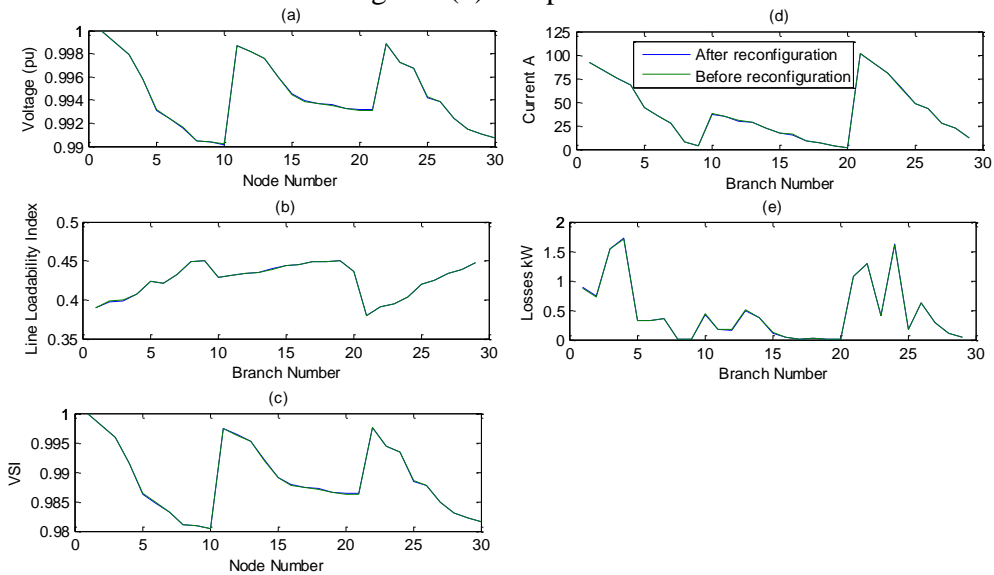 (a)
1
0.998
0.996
0.994
0.992
0.99
Voltage (pu)
0 5 10 15 20 25 30
Node Number
(d)
125
100
75
50
25
0
Current A
After reconfiguration
Before reconfiguration
0 5 10 15 20 25 30
Branch Number
(b)
0.5
0.45
0.4
0.35
Line Loadability Index
0 5 10 15 20 25 30
Branch Number
(e)
2
1.5
1
0.5
0
Losses kW
0 5 10 15 20 25 30
Branch Number
(c)
1
0.995
0.99
0.985
0.98
VSI
0 5 10 15 20 25 30
Node Number